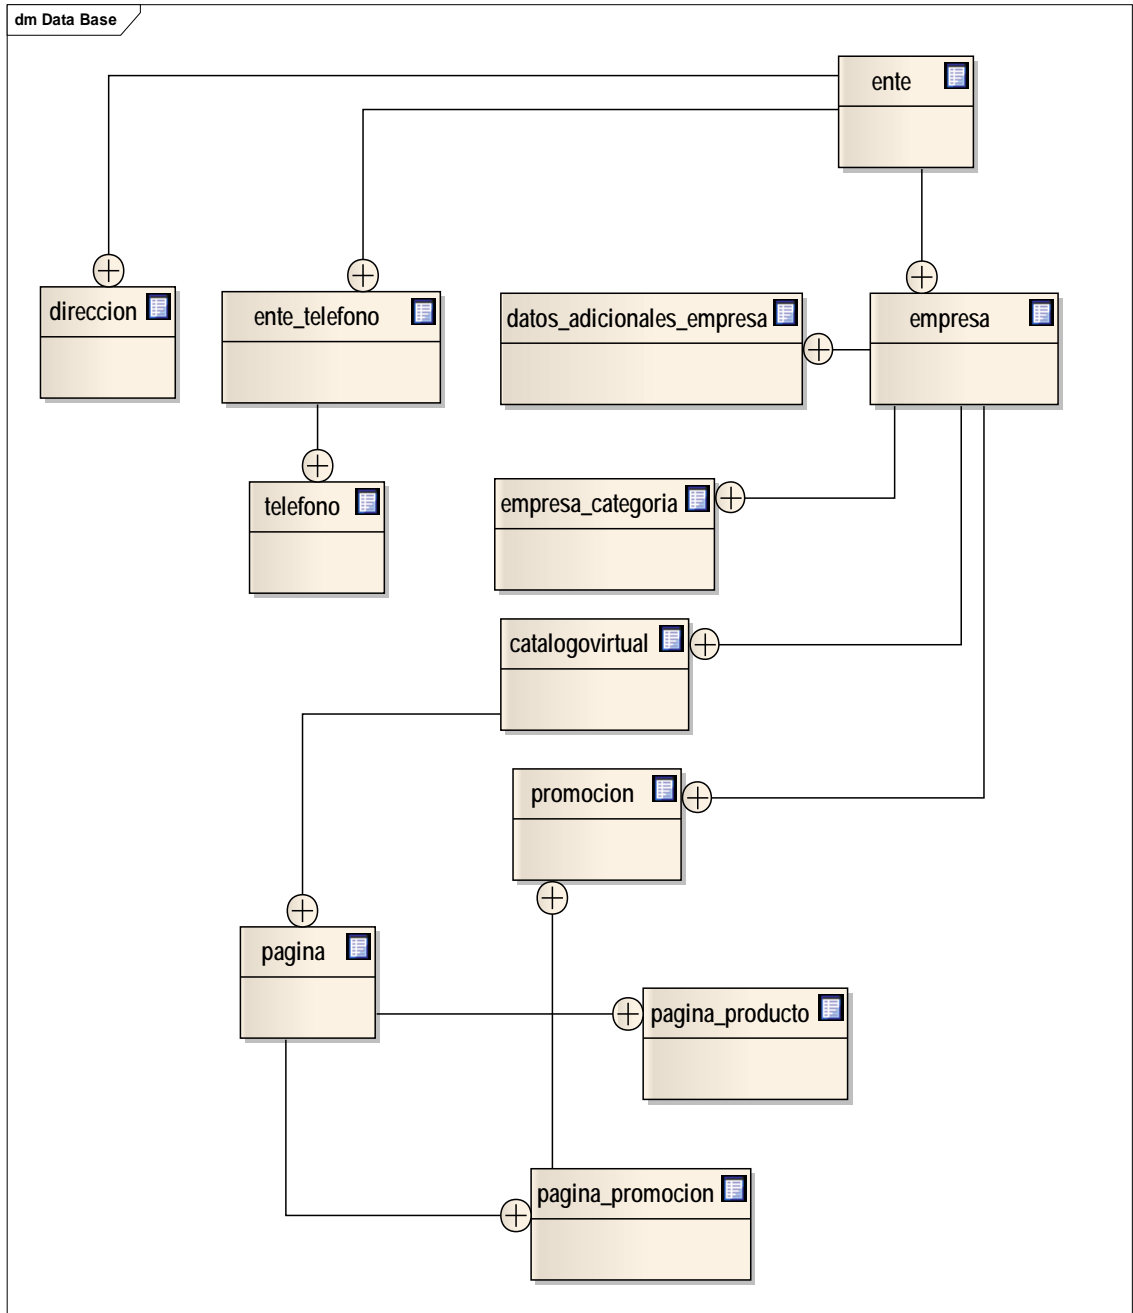 dm Data Base
ente
direccion
ente_telefono
datos_adicionales_empresa
empresa
telefono
empresa_categoria
catalogovirtual
promocion
pagina
pagina_producto
pagina_promocion